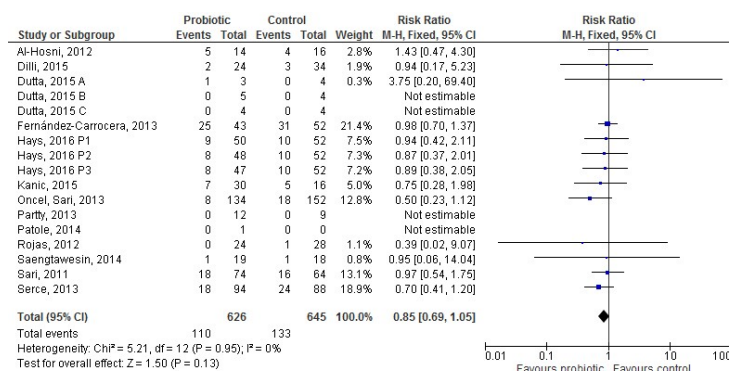 Probiotic Control Risk Ratio Risk Ratio
Study or Subgroup Events Total Events Total Weight M-H, Fixed, 95% CI M-H, Fixed, 95% CI
Al-Hosni, 2012 5 14 4 16 2.8% 1.43 [0.47, 4.30]
Dilli, 2015 2 24 3 34 1.9% 0.94 [0.17, 5.23]
Dutta, 2015 A 1 3 0 4 0.3% 3.75 [0.20, 69.40]
Dutta, 2015 B 0 5 0 4 Not estimable
Dutta, 2015 C 0 4 0 4 Not estimable
Fernández-Carrocera, 2013 25 43 31 52 21.4% 0.98 [0.70, 1.37]
Hays, 2016 P1 9 50 10 52 7.5% 0.94 [0.42, 2.11]
Hays, 2016 P2 8 48 10 52 7.3% 0.87 [0.37, 2.01]
Hays, 2016 P3 8 47 10 52 7.2% 0.89 [0.38, 2.05]
Kanic, 2015 7 30 5 16 5.0% 0.75 [0.28, 1.98]
Oncel, Sari, 2013 8 134 18 152 12.8% 0.50 [0.23, 1.12]
Partty, 2013 0 12 0 9 Not estimable
Patole, 2014 0 1 0 0 Not estimable
Rojas, 2012 0 24 1 28 1.1% 0.39 [0.02, 9.07]
Saengtawesin, 2014 1 19 1 18 0.8% 0.95 [0.06, 14.04]
Sari, 2011 18 74 16 64 13.0% 0.97 [0.54, 1.75]
Serce, 2013 18 94 24 88 18.9% 0.70 [0.41, 1.20]
Total (95% CI) 626 645 100.0% 0.85 [0.69, 1.05]
Total events 110 133
Heterogeneity: Chi² = 5.21, df = 12 (P = 0.95); I² = 0%
Test for overall effect: Z = 1.50 (P = 0.13)
0.01 0.1 1 10 100
Favours probiotic Favours control